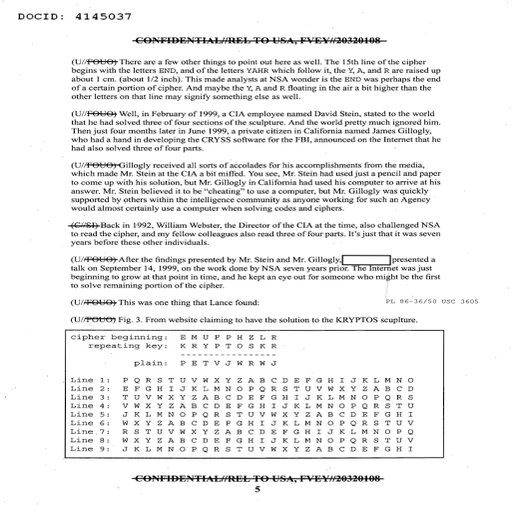 DOCID: 4145037
CONFIDENTIAL//REL TO USA, FVEY//20320108
(U//FOUO) There are a few other things to point out here as well. The 15th line of the cipher
begins with the letters END, and of the letters YAHR which follow it, the Y, A, and R are raised up
about 1 cm. (about 1/2 inch). This made analysts at NSA wonder is the END was perhaps the end
of a certain portion of cipher. And maybe the Y, A and R floating in the air a bit higher than the
other letters on that line may signify something else as well.
(U//FOUO) Well, in February of 1999, a CIA employee named David Stein, stated to the world
that he had solved three of four sections of the sculpture. And the world pretty much ignored him.
Then just four months later in June 1999, a private citizen in California named James Gillogly,
who had a hand in developing the CRYSS software for the FBI, announced on the Internet that he
had also solved three of four parts.
(U//FOUO) Gillogly received all sorts of accolades for his accomplishments from the media,
which made Mr. Stein at the CIA a bit miffed. You see, Mr. Stein had used just a pencil and paper
to come up with his solution, but Mr. Gillogly in California had used his computer to arrive at his
answer. Mr. Stein believed it to be "cheating" to use a computer, but Mr. Gillogly was quickly
supported by others within the intelligence community as anyone working for such an Agency
would almost certainly use a computer when solving codes and ciphers.
(C//SI) Back in 1992, William Webster, the Director of the CIA at the time, also challenged NSA
to read the cipher, and my fellow colleagues also read three of four parts. It's just that it was seven
years before these other individuals.
(U//FOUO) After the findings presented by Mr. Stein and Mr. Gillogly, presented a
talk on September 14, 1999, on the work done by NSA seven years prior. The Internet was just
beginning to grow at that point in time, and he kept an eye out for someone who might be the first
to solve remaining portion of the cipher.
(U//FOUO) This was one thing that Lance found:
PL 86-36/50 USC 3605
(U//FOUO) Fig. 3. From website claiming to have the solution to the KRYPTOS scuplture.
cipher beginning: E M U F P H Z L R
repeating key: K R Y P T O S K R
- - - - - - - - - - - - - - - -
plain: P E T V J W R W J
Line 1: P Q R S T U V W X Y Z A B C D E F G H I J K L M N O
Line 2: E F G H I J K L M N O P Q R S T U V W X Y Z A B C D
Line 3: T U V W X Y Z A B C D E F G H I J K L M N O P Q R S
Line 4: V W X Y Z A B C D E F G H I J K L M N O P Q R S T U
Line 5: J K L M N O P Q R S T U V W X Y Z A B C D E F G H I
Line 6: W X Y Z A B C D E F G H I J K L M N O P Q R S T U V
Line 7: R S T U V W X Y Z A B C D E F G H I J K L M N O P Q
Line 8: W X Y Z A B C D E F G H I J K L M N O P Q R S T U V
Line 9: J K L M N O P Q R S T U V W X Y Z A B C D E F G H I
CONFIDENTIAL//REL TO USA, FVEY//20320108
5